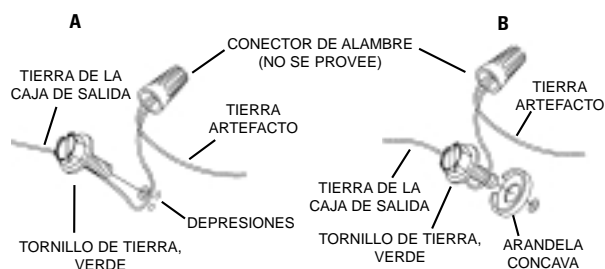 A
B
CONECTOR DE ALAMBRE
(NO SE PROVEE)
TIERRA DE LA
CAJA DE SALIDA
TIERRA
ARTEFACTO
TIERRA
ARTEFACTO
DEPRESIONES
TORNILLO DE TIERRA,
VERDE
TIERRA DE LA
CAJA DE SALIDA
TORNILLO DE TIERRA,
VERDE
ARANDELA
CONCAVA